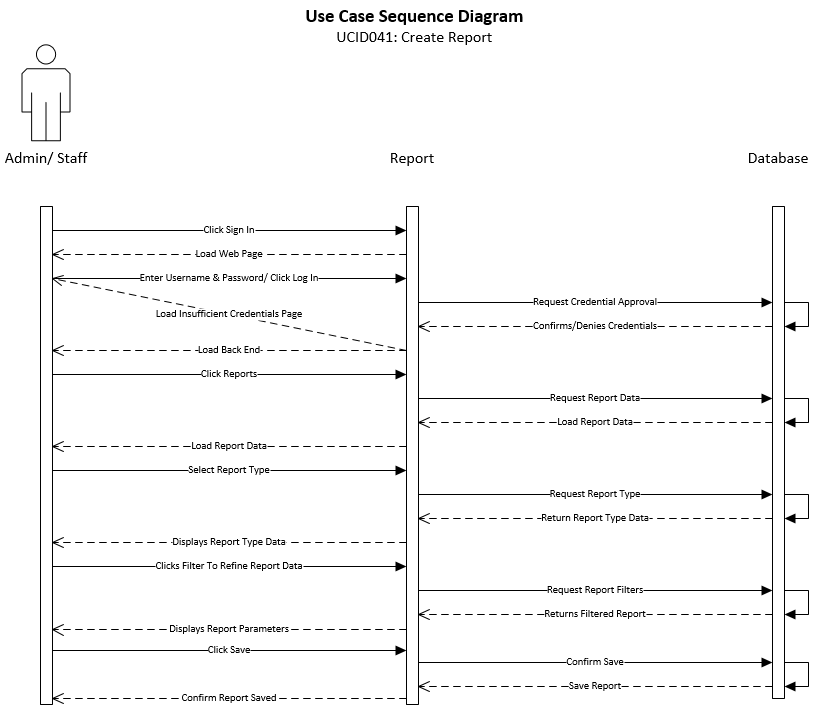 Use Case Sequence Diagram
UCID041: Create Report
Admin/ Staff
Report
Database
Click Sign In
Load Web Page
Enter Username & Password/ Click Log In
Request Credential Approval
Load Insufficient Credentials Page
Confirms/Denies Credentials
Load Back End
Click Reports
Request Report Data
Load Report Data
Load Report Data
Select Report Type
Request Report Type
Return Report Type Data
Displays Report Type Data
Clicks Filter To Refine Report Data
Request Report Filters
Returns Filtered Report
Displays Report Parameters
Click Save
Confirm Save
Save Report
Confirm Report Saved